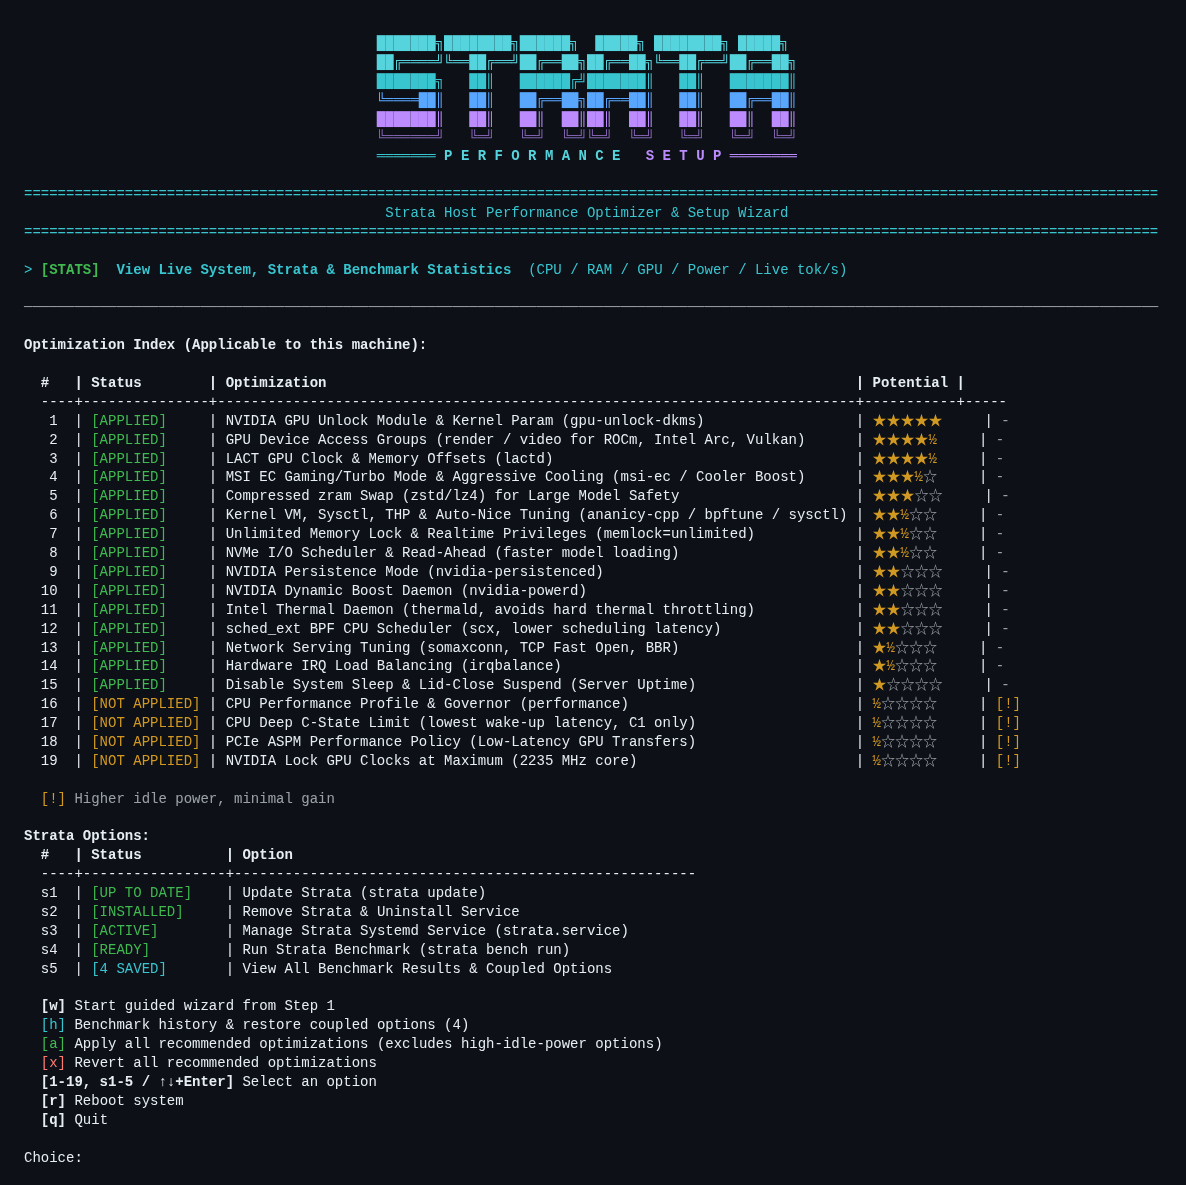 STRATA
PERFORMANCE SETUP
Strata Host Performance Optimizer & Setup Wizard
> [STATS]  View Live System, Strata & Benchmark Statistics  (CPU / RAM / GPU / Power / Live tok/s)
Optimization Index (Applicable to this machine):
#   | Status        | Optimization | Potential |
1  | [APPLIED]     | NVIDIA GPU Unlock Module & Kernel Param (gpu-unlock-dkms) | ★★★★★ | -
2  | [APPLIED]     | GPU Device Access Groups (render / video for ROCm, Intel Arc, Vulkan) | ★★★★½ | -
3  | [APPLIED]     | LACT GPU Clock & Memory Offsets (lactd) | ★★★★½ | -
4  | [APPLIED]     | MSI EC Gaming/Turbo Mode & Aggressive Cooling (msi-ec / Cooler Boost) | ★★★½☆ | -
5  | [APPLIED]     | Compressed zram Swap (zstd/lz4) for Large Model Safety | ★★★☆☆ | -
6  | [APPLIED]     | Kernel VM, Sysctl, THP & Auto-Nice Tuning (ananicy-cpp / bpftune / sysctl) | ★★½☆☆ | -
7  | [APPLIED]     | Unlimited Memory Lock & Realtime Privileges (memlock=unlimited) | ★★½☆☆ | -
8  | [APPLIED]     | NVMe I/O Scheduler & Read-Ahead (faster model loading) | ★★½☆☆ | -
9  | [APPLIED]     | NVIDIA Persistence Mode (nvidia-persistenced) | ★★☆☆☆ | -
10  | [APPLIED]     | NVIDIA Dynamic Boost Daemon (nvidia-powerd) | ★★☆☆☆ | -
11  | [APPLIED]     | Intel Thermal Daemon (thermald, avoids hard thermal throttling) | ★★☆☆☆ | -
12  | [APPLIED]     | sched_ext BPF CPU Scheduler (scx, lower scheduling latency) | ★★☆☆☆ | -
13  | [APPLIED]     | Network Serving Tuning (somaxconn, TCP Fast Open, BBR) | ★½☆☆☆ | -
14  | [APPLIED]     | Hardware IRQ Load Balancing (irqbalance) | ★½☆☆☆ | -
15  | [APPLIED]     | Disable System Sleep & Lid-Close Suspend (Server Uptime) | ★☆☆☆☆ | -
16  | [NOT APPLIED] | CPU Performance Profile & Governor (performance) | ½☆☆☆☆ | [!]
17  | [NOT APPLIED] | CPU Deep C-State Limit (lowest wake-up latency, C1 only) | ½☆☆☆☆ | [!]
18  | [NOT APPLIED] | PCIe ASPM Performance Policy (Low-Latency GPU Transfers) | ½☆☆☆☆ | [!]
19  | [NOT APPLIED] | NVIDIA Lock GPU Clocks at Maximum (2235 MHz core) | ½☆☆☆☆ | [!]
[!] Higher idle power, minimal gain
Strata Options:
#   | Status          | Option
s1  | [UP TO DATE]    | Update Strata (strata update)
s2  | [INSTALLED]     | Remove Strata & Uninstall Service
s3  | [ACTIVE]        | Manage Strata Systemd Service (strata.service)
s4  | [READY]         | Run Strata Benchmark (strata bench run)
s5  | [4 SAVED]       | View All Benchmark Results & Coupled Options
[w] Start guided wizard from Step 1
[h] Benchmark history & restore coupled options (4)
[a] Apply all recommended optimizations (excludes high-idle-power options)
[x] Revert all recommended optimizations
[1-19, s1-5 / ↑↓+Enter] Select an option
[r] Reboot system
[q] Quit
Choice: